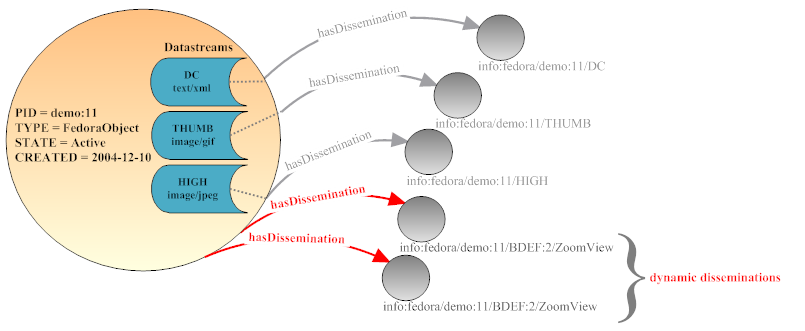 Datastreams
DC
text/xml
THUMB
image/gif
HIGH
image/jpeg
PID = demo:11
TYPE = FedoraObject
STATE = Active
CREATED = 2004-12-10
hasDissemination
info:fedora/demo:11/DC
hasDissemination
info:fedora/demo:11/THUMB
hasDissemination
info:fedora/demo:11/HIGH
hasDissemination
info:fedora/demo:11/BDEF:2/ZoomView
hasDissemination
info:fedora/demo:11/BDEF:2/ZoomView
dynamic disseminations